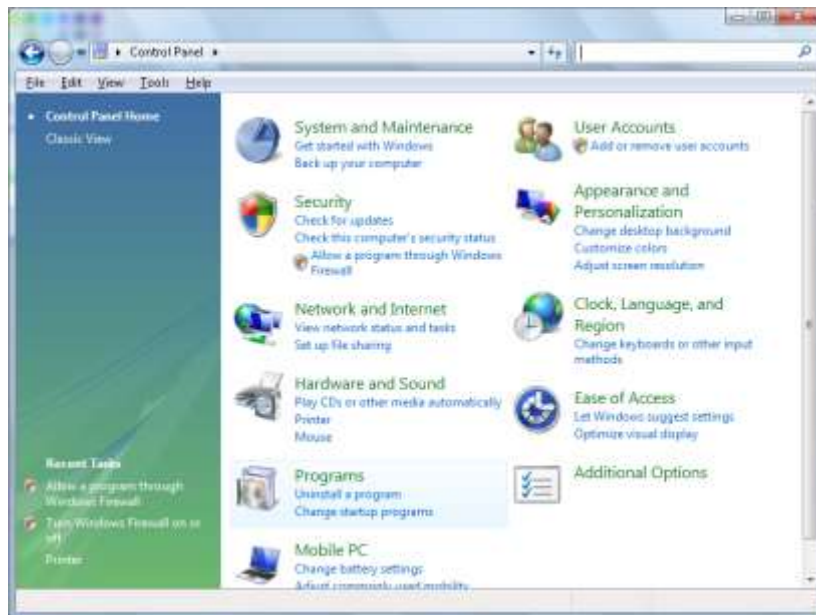 Control Panel
File Edit View Tools Help
Control Panel Home
Classic View
Recent Tasks
Allow a program through
Windows Firewall
Turn Windows Firewall on or
off
Printer
System and Maintenance
Get started with Windows
Back up your computer
Security
Check for updates
Check this computer's security status
Allow a program through Windows
Firewall
Network and Internet
View network status and tasks
Set up file sharing
Hardware and Sound
Play CDs or other media automatically
Printer
Mouse
Programs
Uninstall a program
Change startup programs
Mobile PC
Change battery settings
Adjust commonly used mobility
User Accounts
Add or remove user accounts
Appearance and
Personalization
Change desktop background
Customize colors
Adjust screen resolution
Clock, Language, and
Region
Change keyboards or other input
methods
Ease of Access
Let Windows suggest settings
Optimize visual display
Additional Options